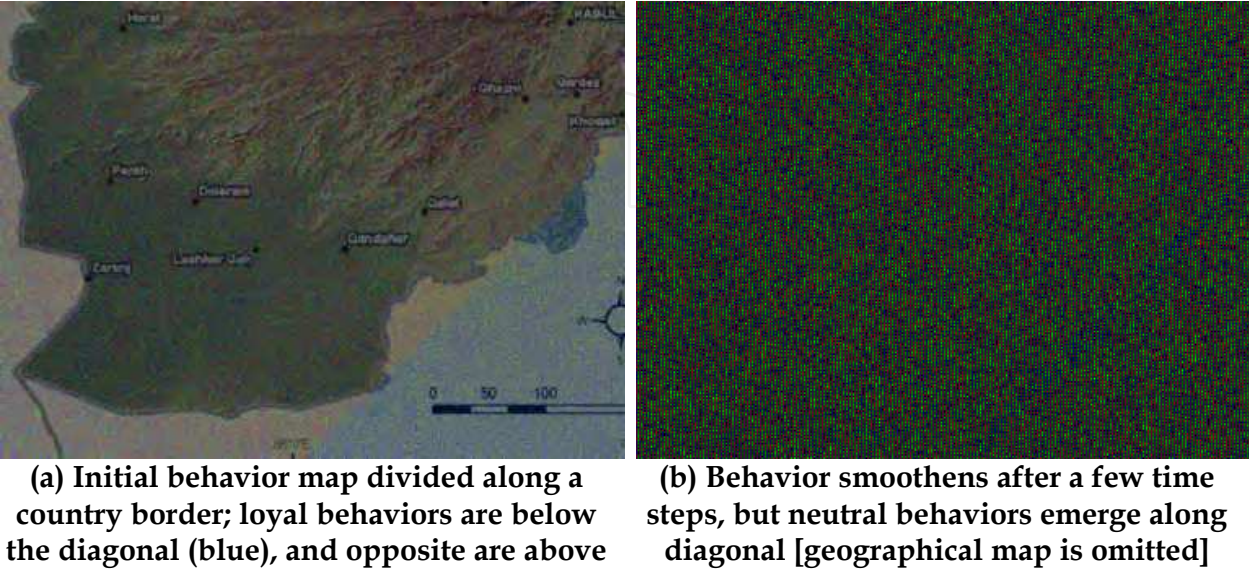 Herat
KABUL
Ghazni
Gardez
Khowst
Farah
Delaram
Qalat
Lashkar Gah
Qandahar
Zaranj
0 50 100
(a) Initial behavior map divided along a
country border; loyal behaviors are below
the diagonal (blue), and opposite are above
(b) Behavior smoothens after a few time
steps, but neutral behaviors emerge along
diagonal [geographical map is omitted]